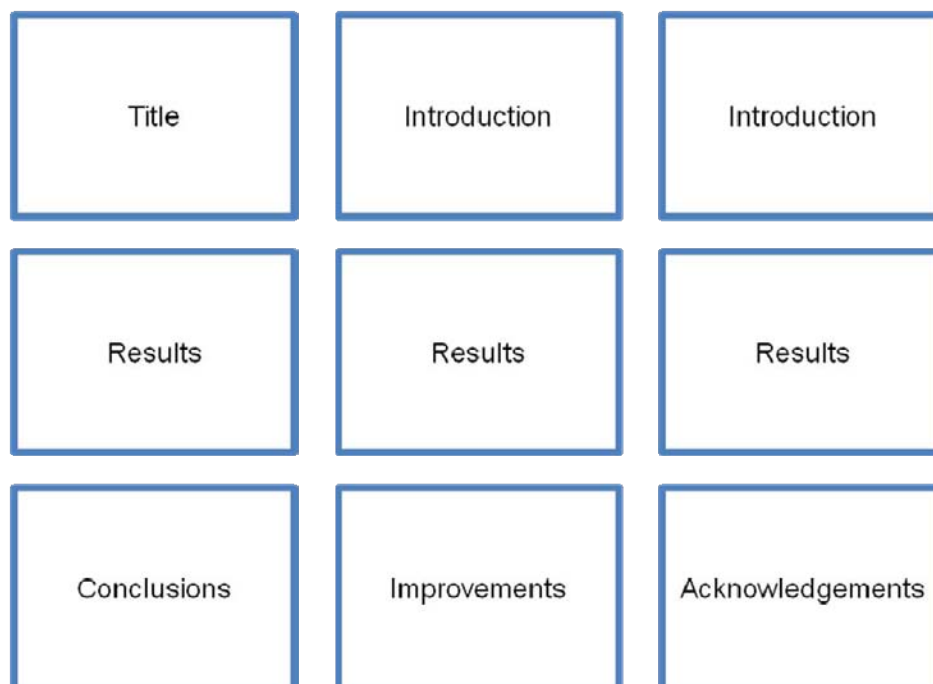 Title
Introduction
Introduction
Results
Results
Results
Conclusions
Improvements
Acknowledgements